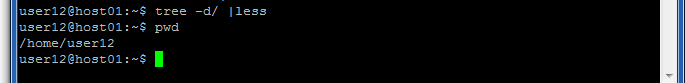 user12@host01:~$ tree -d/ |less
user12@host01:~$ pwd
/home/user12
user12@host01:~$